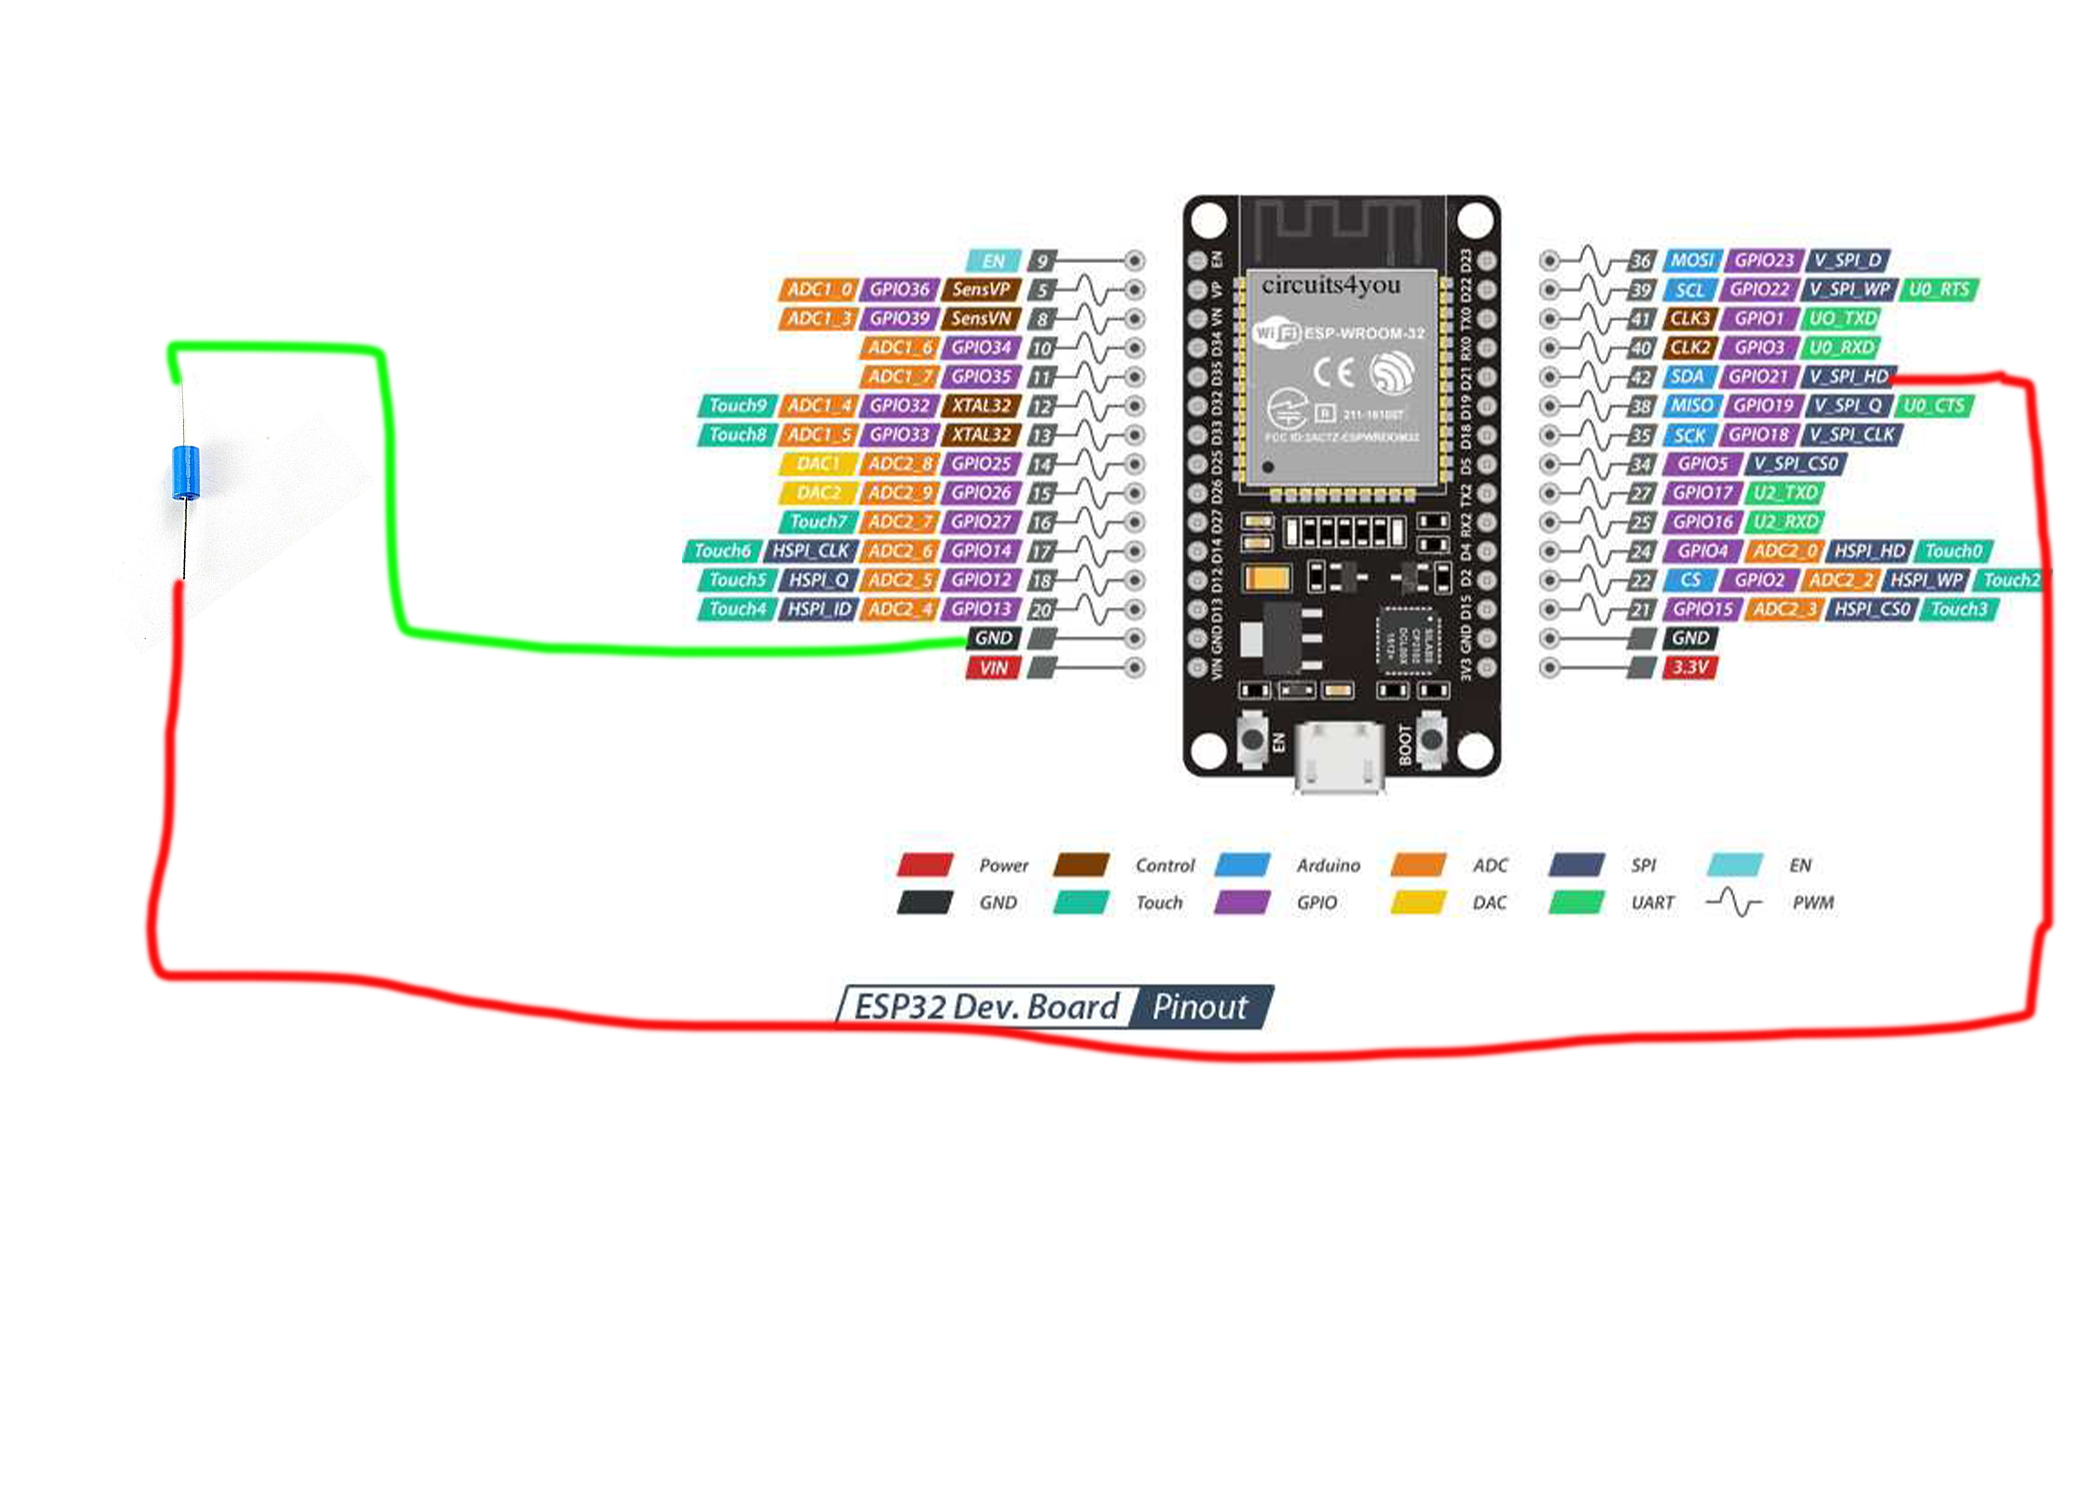 EN 9
ADC1_0 GPIO36 SensVP 5
ADC1_3 GPIO39 SensVN 8
ADC1_6 GPIO34 10
ADC1_7 GPIO35 11
Touch9 ADC1_4 GPIO32 XTAL32 12
Touch8 ADC1_5 GPIO33 XTAL32 13
DAC1 ADC2_8 GPIO25 14
DAC2 ADC2_9 GPIO26 15
Touch7 ADC2_7 GPIO27 16
Touch6 HSPI_CLK ADC2_6 GPIO14 17
Touch5 HSPI_Q ADC2_5 GPIO12 18
Touch4 HSPI_ID ADC2_4 GPIO13 20
GND
VIN
EN
VP
VN
D34
D35
D32
D33
D25
D26
D27
D14
D12
D13
GND
VIN
circuits4you
WiFi ESP-WROOM-32
CE
R 211-161007
FCC ID:2AC7Z-ESPWROOM32
SILABS
CP2102
EN
BOOT
D23
D22
TX0
RX0
D21
D19
D18
D5
TX2
RX2
D4
D2
D15
GND
3V3
36 MOSI GPIO23 V_SPI_D
39 SCL GPIO22 V_SPI_WP U0_RTS
41 CLK3 GPIO1 UO_TXD
40 CLK2 GPIO3 U0_RXD
42 SDA GPIO21 V_SPI_HD
38 MISO GPIO19 V_SPI_Q U0_CTS
35 SCK GPIO18 V_SPI_CLK
34 GPIO5 V_SPI_CS0
27 GPIO17 U2_TXD
25 GPIO16 U2_RXD
24 GPIO4 ADC2_0 HSPI_HD Touch0
22 CS GPIO2 ADC2_2 HSPI_WP Touch2
21 GPIO15 ADC2_3 HSPI_CS0 Touch3
GND
3.3V
Power Control Arduino ADC SPI EN
GND Touch GPIO DAC UART PWM
ESP32 Dev. Board Pinout